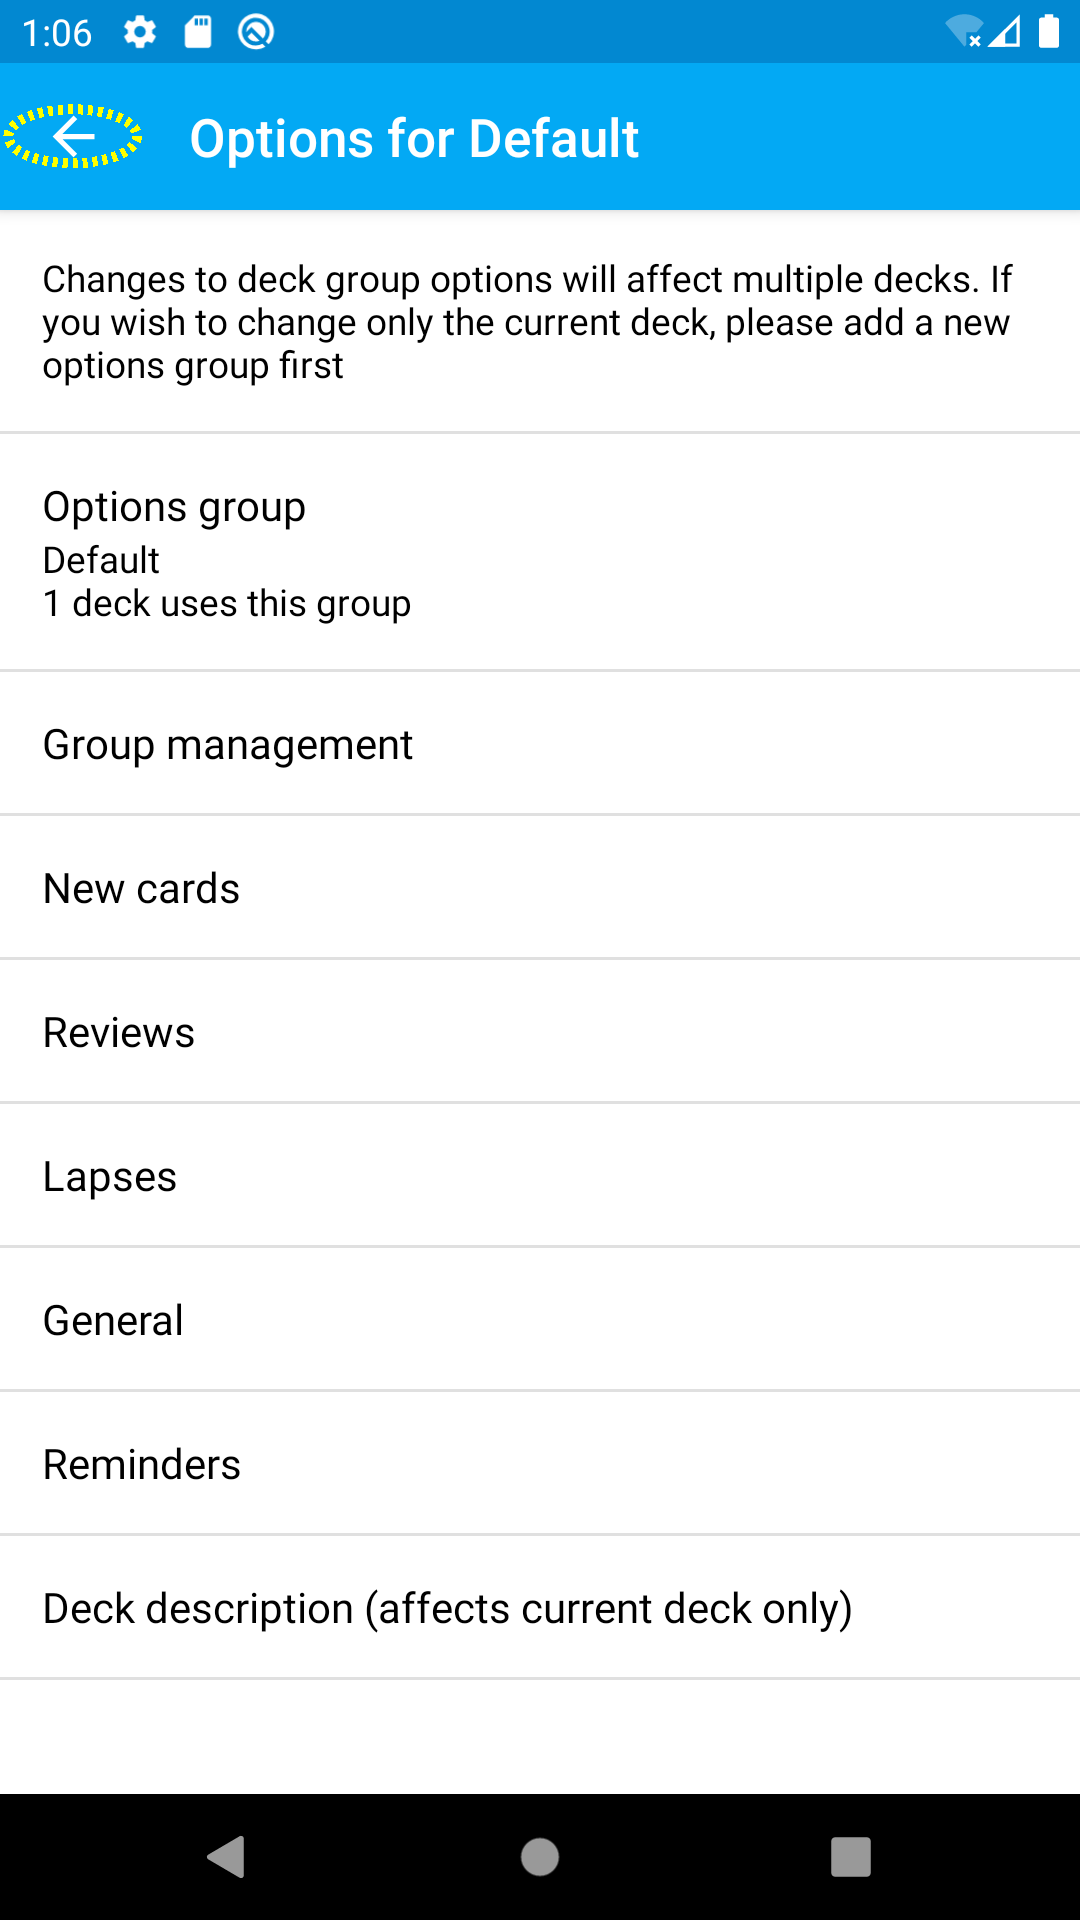 1:06
Options for Default
Changes to deck group options will affect multiple decks. If
you wish to change only the current deck, please add a new
options group first
Options group
Default
1 deck uses this group
Group management
New cards
Reviews
Lapses
General
Reminders
Deck description (affects current deck only)